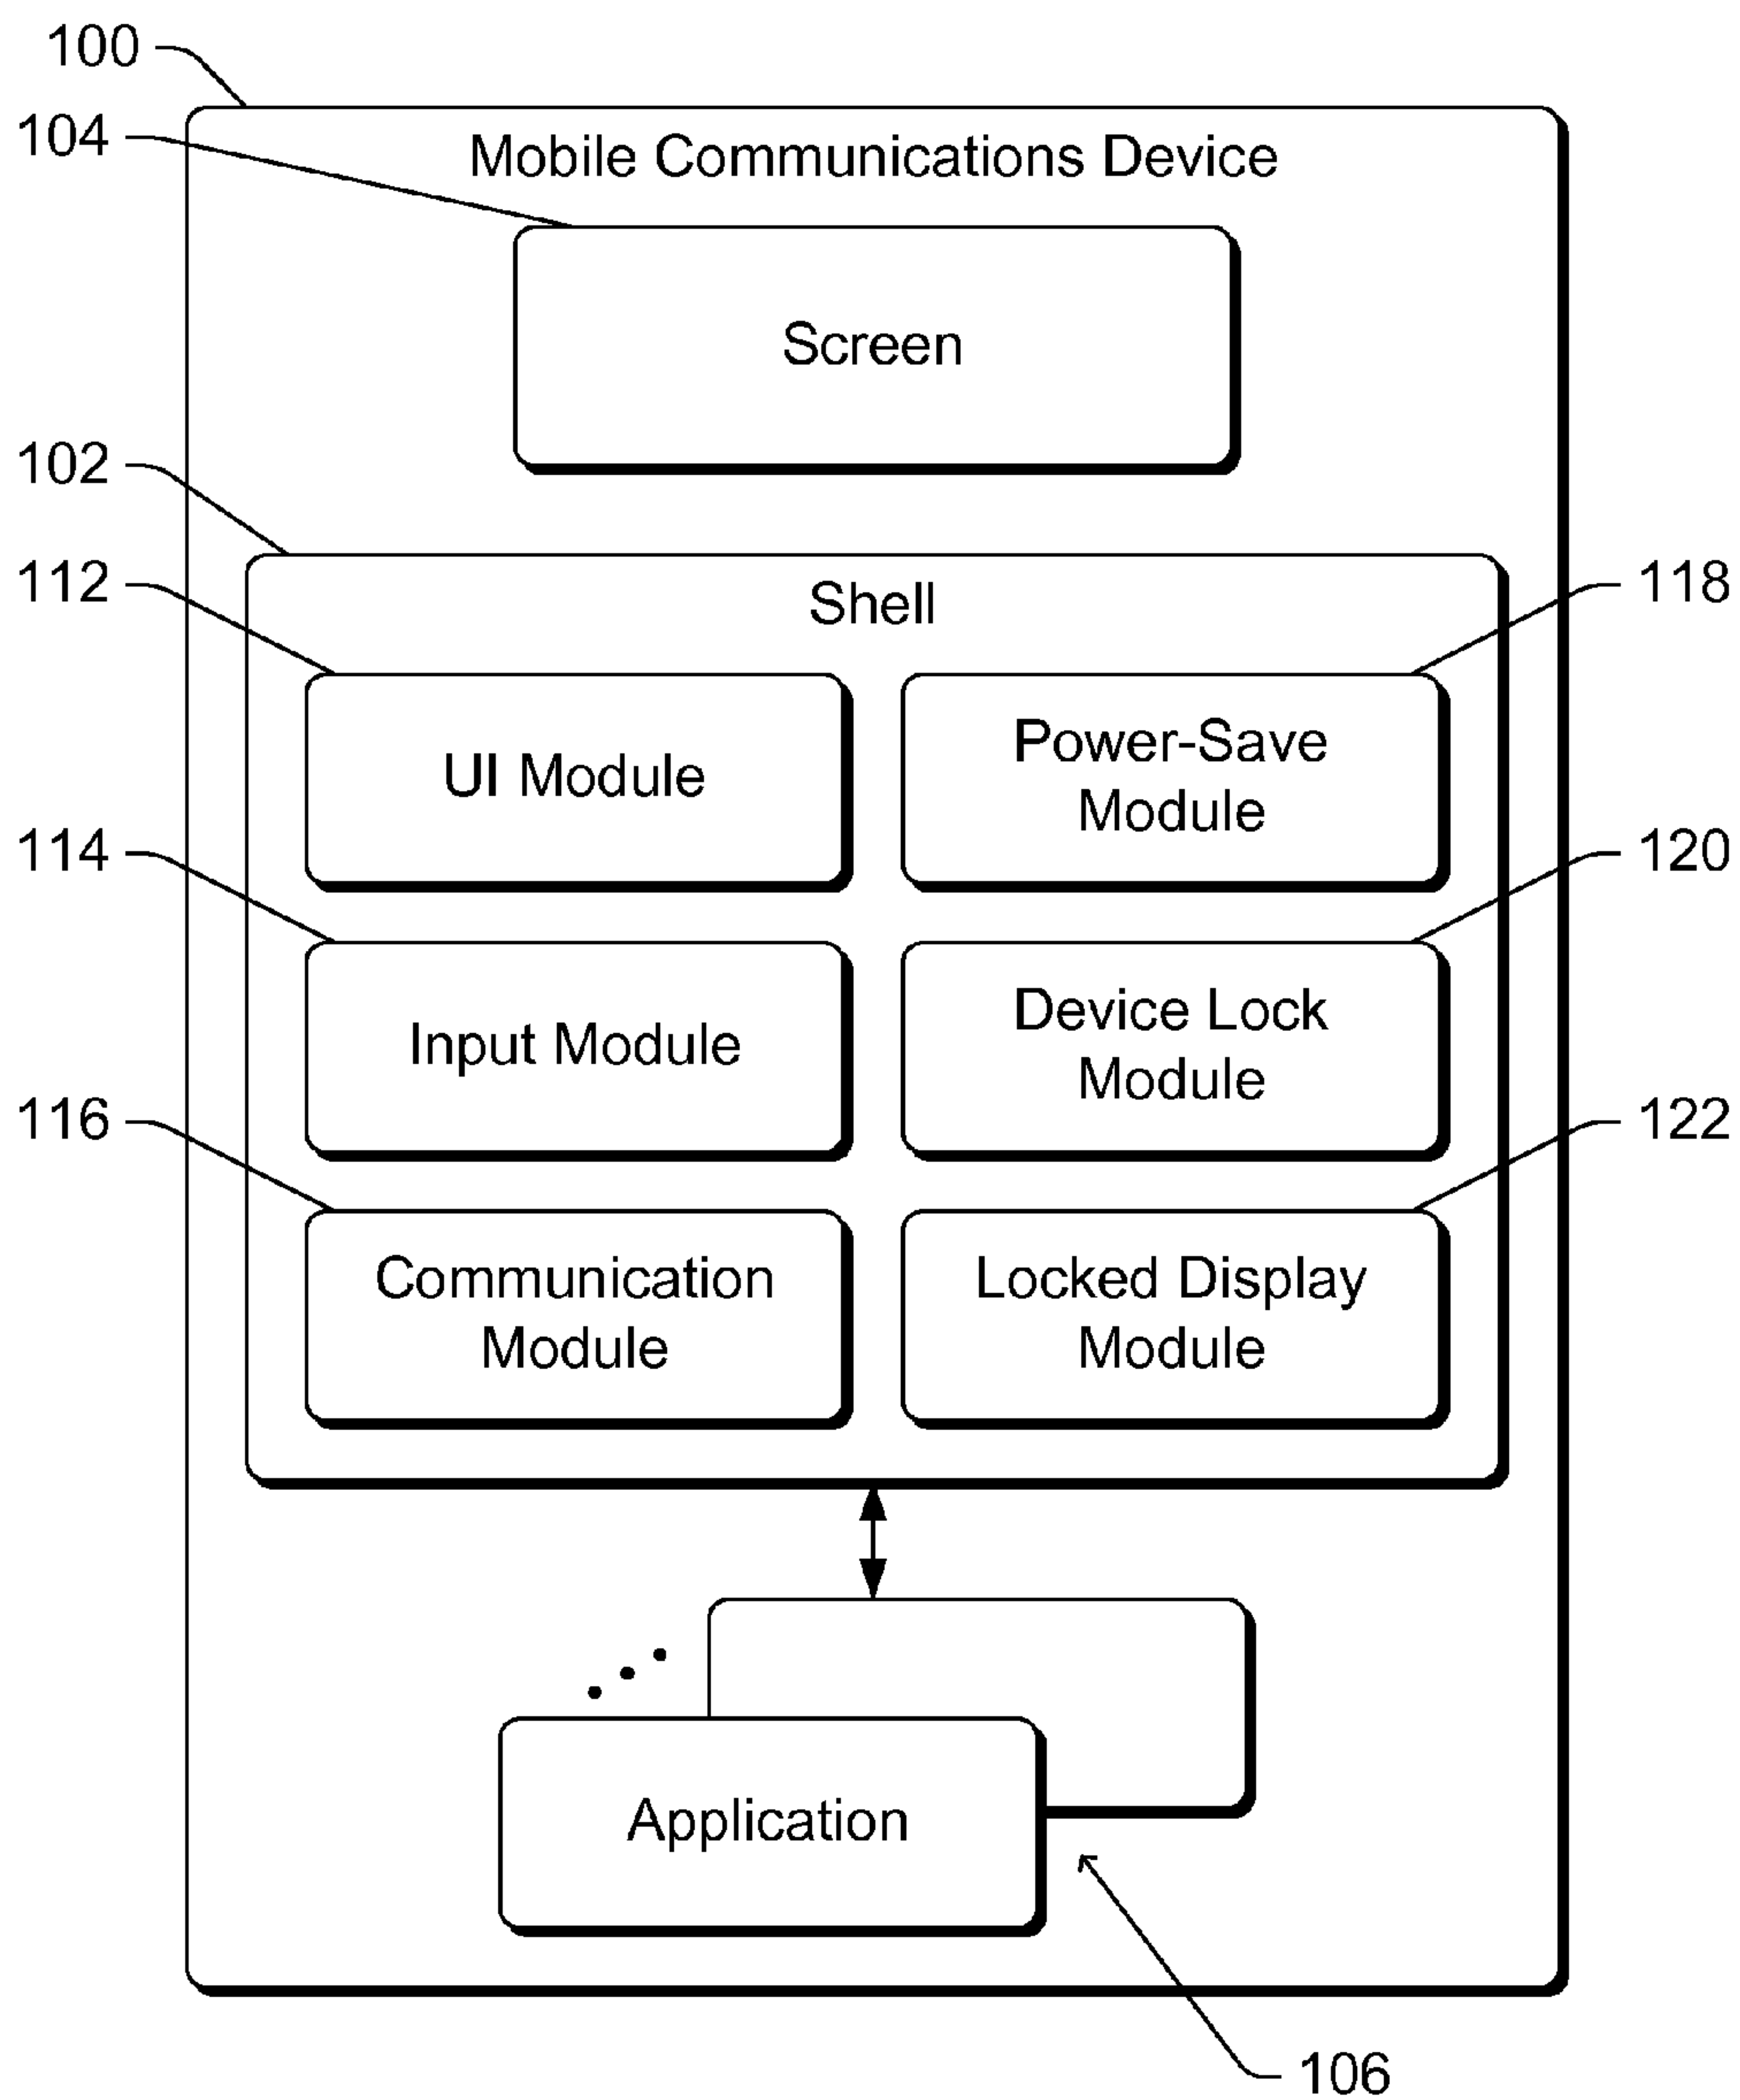 100
104
Mobile Communications Device
Screen
102
112
118
Shell
UI Module
Power-Save
Module
114
120
Input Module
Device Lock
Module
116
122
Communication
Module
Locked Display
Module
Application
106